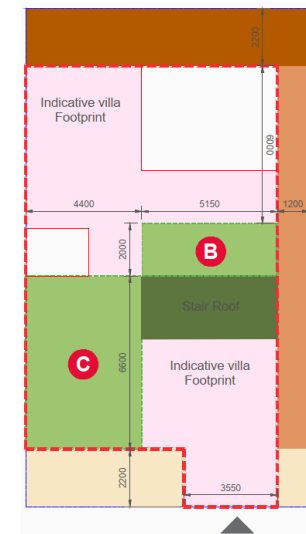 2200
Indicative villa
Footprint
6000
4400
5150
1200
2000
B
Stair Roof
C
6600
Indicative villa
Footprint
2200
3550